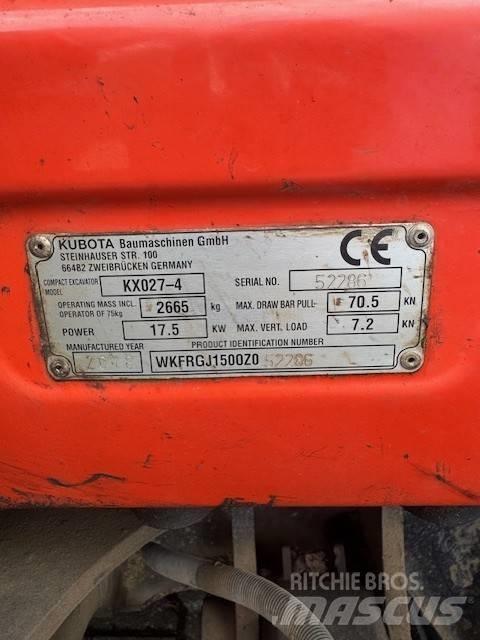 KUBOTA Baumaschinen GmbH
STEINHAUSER STR. 100
66482 ZWEIBRÜCKEN GERMANY
CE
COMPACT EXCAVATOR MODEL KX027-4 SERIAL NO. 52286
OPERATING MASS INCL. OPERATOR OF 75kg 2665 kg MAX. DRAW BAR PULL 70.5 KN
POWER 17.5 KW MAX. VERT. LOAD 7.2 KN
MANUFACTURED YEAR PRODUCT IDENTIFICATION NUMBER
WKFRGJ1500Z0 52286
RITCHIE BROS.
MASCUS